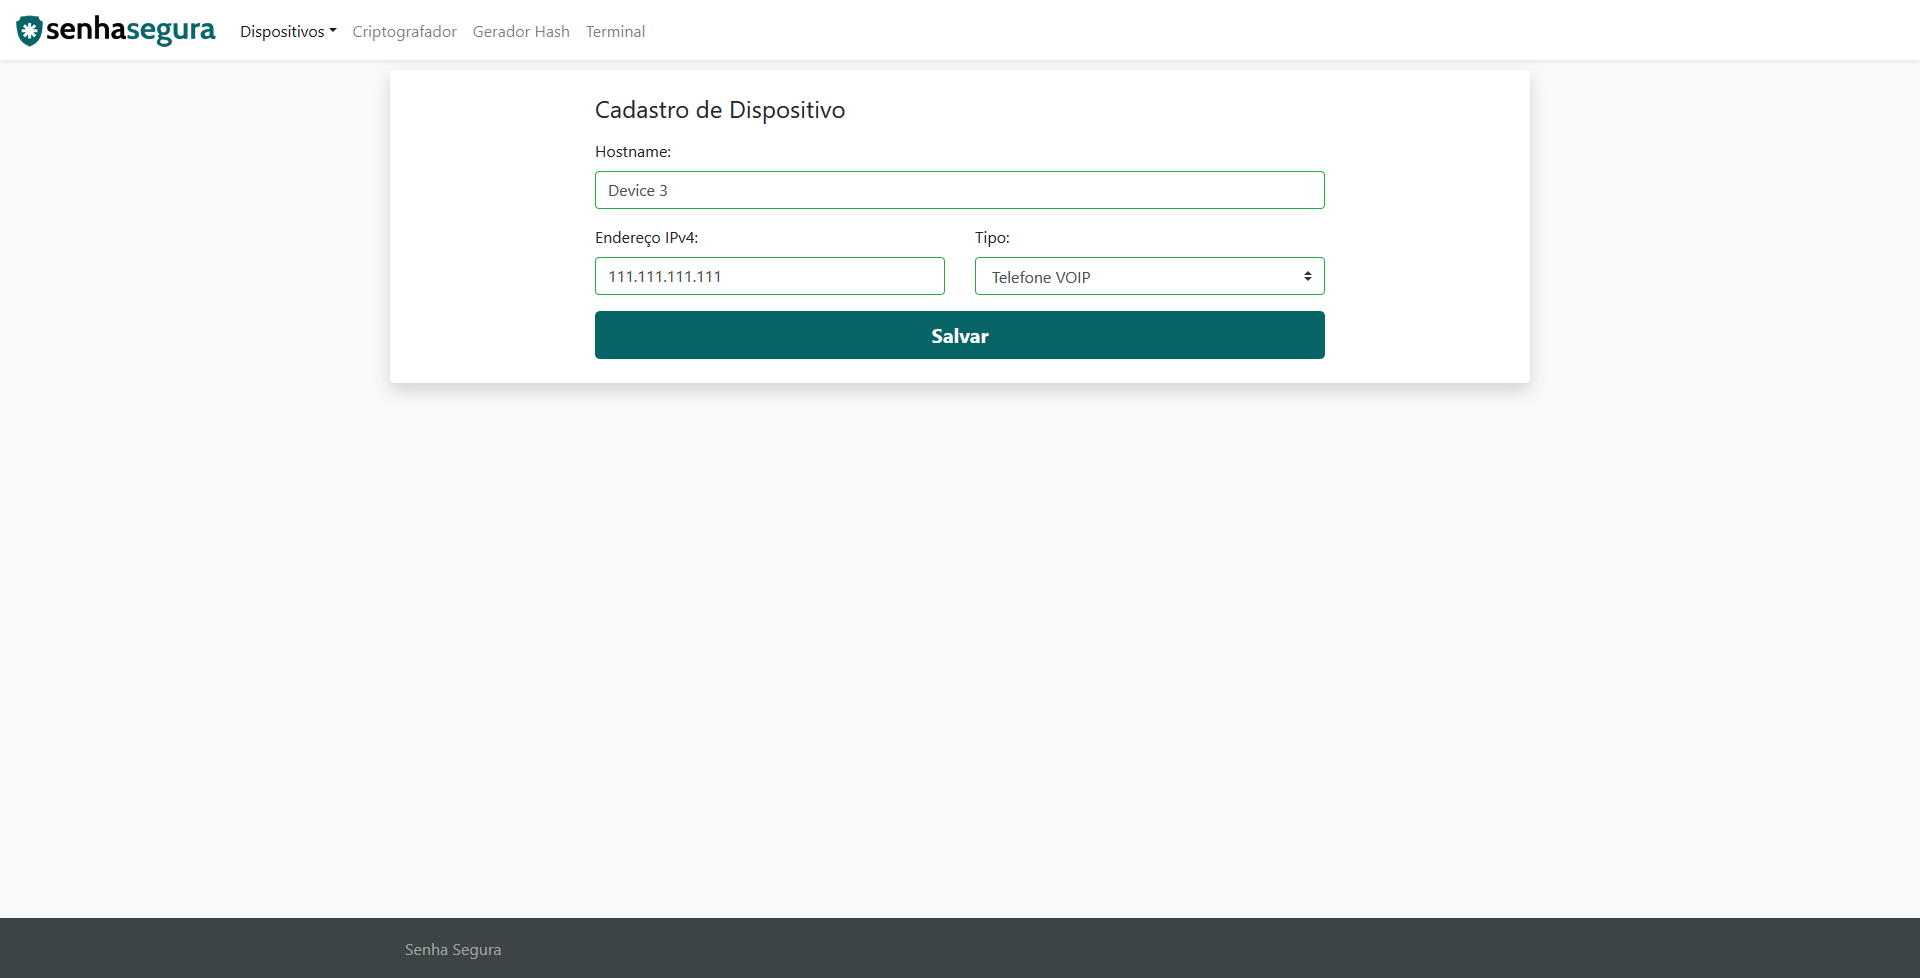 senhasegura Dispositivos Criptografador Gerador Hash Terminal
Cadastro de Dispositivo
Hostname:
Device 3
Endereço IPv4: Tipo:
111.111.111.111 Telefone VOIP
Salvar
Senha Segura